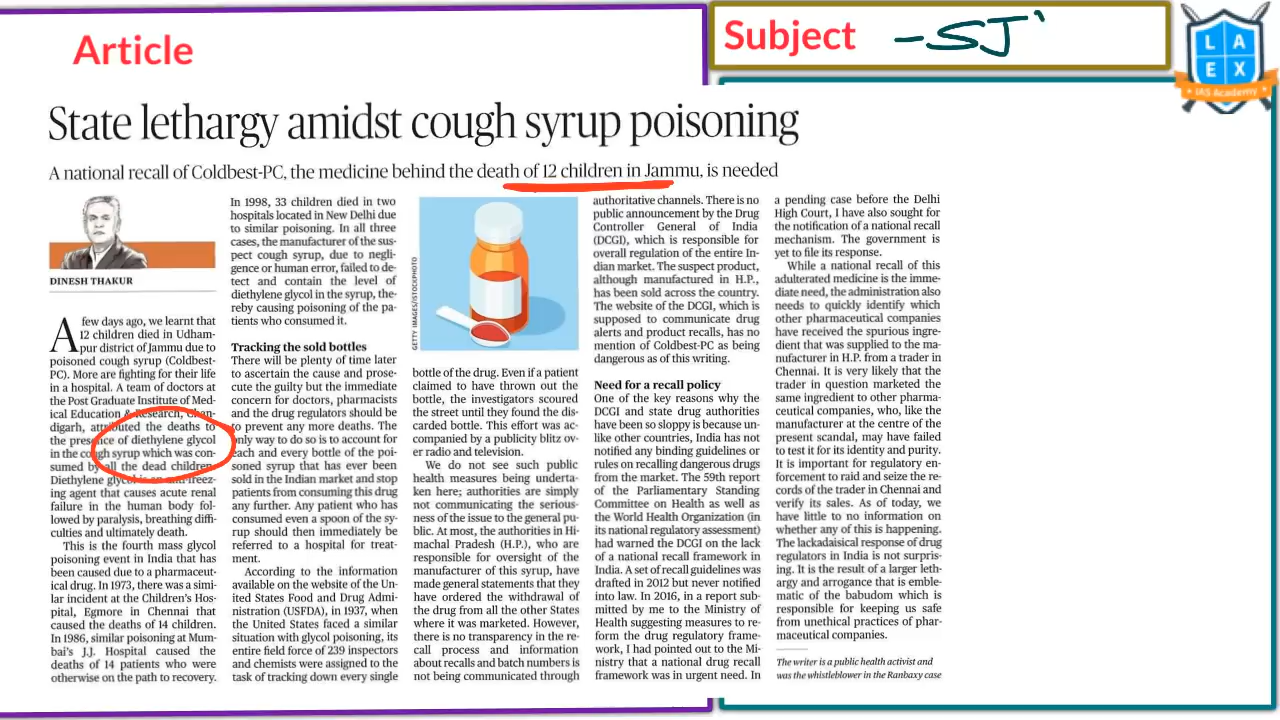 Article
Subject -SJ'
LA
EX
IAS Academy
State lethargy amidst cough syrup poisoning
A national recall of Coldbest-PC, the medicine behind the death of 12 children in Jammu, is needed
DINESH THAKUR
A few days ago, we learnt that
12 children died in Udham-
pur district of Jammu due to
poisoned cough syrup (Coldbest-
PC). More are fighting for their life
in a hospital. A team of doctors at
the Post Graduate Institute of Med-
ical Education & Research, Chan-
digarh, attributed the deaths to
the presence of diethylene glycol
in the cough syrup which was con-
sumed by all the dead children.
Diethylene glycol is an anti-freez-
ing agent that causes acute renal
failure in the human body fol-
lowed by paralysis, breathing diffi-
culties and ultimately death.
This is the fourth mass glycol
poisoning event in India that has
been caused due to a pharmaceut-
ical drug. In 1973, there was a simi-
lar incident at the Children's Hos-
pital, Egmore in Chennai that
caused the deaths of 14 children.
In 1986, similar poisoning at Mum-
bai's J.J. Hospital caused the
deaths of 14 patients who were
otherwise on the path to recovery.
In 1998, 33 children died in two
hospitals located in New Delhi due
to similar poisoning. In all three
cases, the manufacturer of the sus-
pect cough syrup, due to negli-
gence or human error, failed to de-
tect and contain the level of
diethylene glycol in the syrup, the-
reby causing poisoning of the pa-
tients who consumed it.
Tracking the sold bottles
There will be plenty of time later
to ascertain the cause and prose-
cute the guilty but the immediate
concern for doctors, pharmacists
and the drug regulators should be
to prevent any more deaths. The
only way to do so is to account for
each and every bottle of the poi-
soned syrup that has ever been
sold in the Indian market and stop
patients from consuming this drug
any further. Any patient who has
consumed even a spoon of the sy-
rup should then immediately be
referred to a hospital for treat-
ment.
According to the information
available on the website of the Un-
ited States Food and Drug Admi-
nistration (USFDA), in 1937, when
the United States faced a similar
situation with glycol poisoning, its
entire field force of 239 inspectors
and chemists were assigned to the
task of tracking down every single
GETTY IMAGES/ISTOCKPHOTO
bottle of the drug. Even if a patient
claimed to have thrown out the
bottle, the investigators scoured
the street until they found the dis-
carded bottle. This effort was ac-
companied by a publicity blitz ov-
er radio and television.
We do not see such public
health measures being underta-
ken here; authorities are simply
not communicating the serious-
ness of the issue to the general pu-
blic. At most, the authorities in Hi-
machal Pradesh (H.P.), who are
responsible for oversight of the
manufacturer of this syrup, have
made general statements that they
have ordered the withdrawal of
the drug from all the other States
where it was marketed. However,
there is no transparency in the re-
call process and information
about recalls and batch numbers is
not being communicated through
authoritative channels. There is no
public announcement by the Drug
Controller General of India
(DCGI), which is responsible for
overall regulation of the entire In-
dian market. The suspect product,
although manufactured in H.P.,
has been sold across the country.
The website of the DCGI, which is
supposed to communicate drug
alerts and product recalls, has no
mention of Coldbest-PC as being
dangerous as of this writing.
Need for a recall policy
One of the key reasons why the
DCGI and state drug authorities
have been so sloppy is because un-
like other countries, India has not
notified any binding guidelines or
rules on recalling dangerous drugs
from the market. The 59th report
of the Parliamentary Standing
Committee on Health as well as
the World Health Organization (in
its national regulatory assessment)
had warned the DCGI on the lack
of a national recall framework in
India. A set of recall guidelines was
drafted in 2012 but never notified
into law. In 2016, in a report sub-
mitted by me to the Ministry of
Health suggesting measures to re-
form the drug regulatory frame-
work, I had pointed out to the Mi-
nistry that a national drug recall
framework was in urgent need. In
a pending case before the Delhi
High Court, I have also sought for
the notification of a national recall
mechanism. The government is
yet to file its response.
While a national recall of this
adulterated medicine is the imme-
diate need, the administration also
needs to quickly identify which
other pharmaceutical companies
have received the spurious ingre-
dient that was supplied to the ma-
nufacturer in H.P. from a trader in
Chennai. It is very likely that the
trader in question marketed the
same ingredient to other pharma-
ceutical companies, who, like the
manufacturer at the centre of the
present scandal, may have failed
to test it for its identity and purity.
It is important for regulatory en-
forcement to raid and seize the re-
cords of the trader in Chennai and
verify its sales. As of today, we
have little to no information on
whether any of this is happening.
The lackadaisical response of drug
regulators in India is not surpris-
ing. It is the result of a larger leth-
argy and arrogance that is emble-
matic of the babudom which is
responsible for keeping us safe
from unethical practices of phar-
maceutical companies.
The writer is a public health activist and
was the whistleblower in the Ranbaxy case